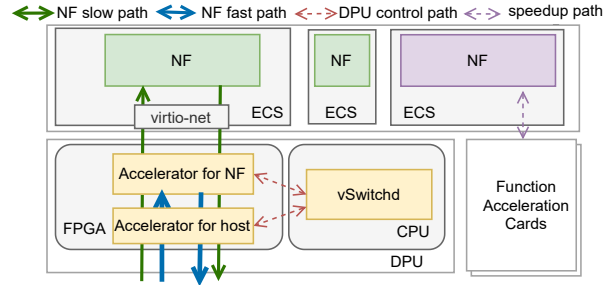 NF slow path NF fast path DPU control path speedup path
NF NF NF
ECS ECS ECS
virtio-net
Accelerator for NF
vSwitchd
Function
Acceleration
Cards
Accelerator for host
FPGA
CPU
DPU